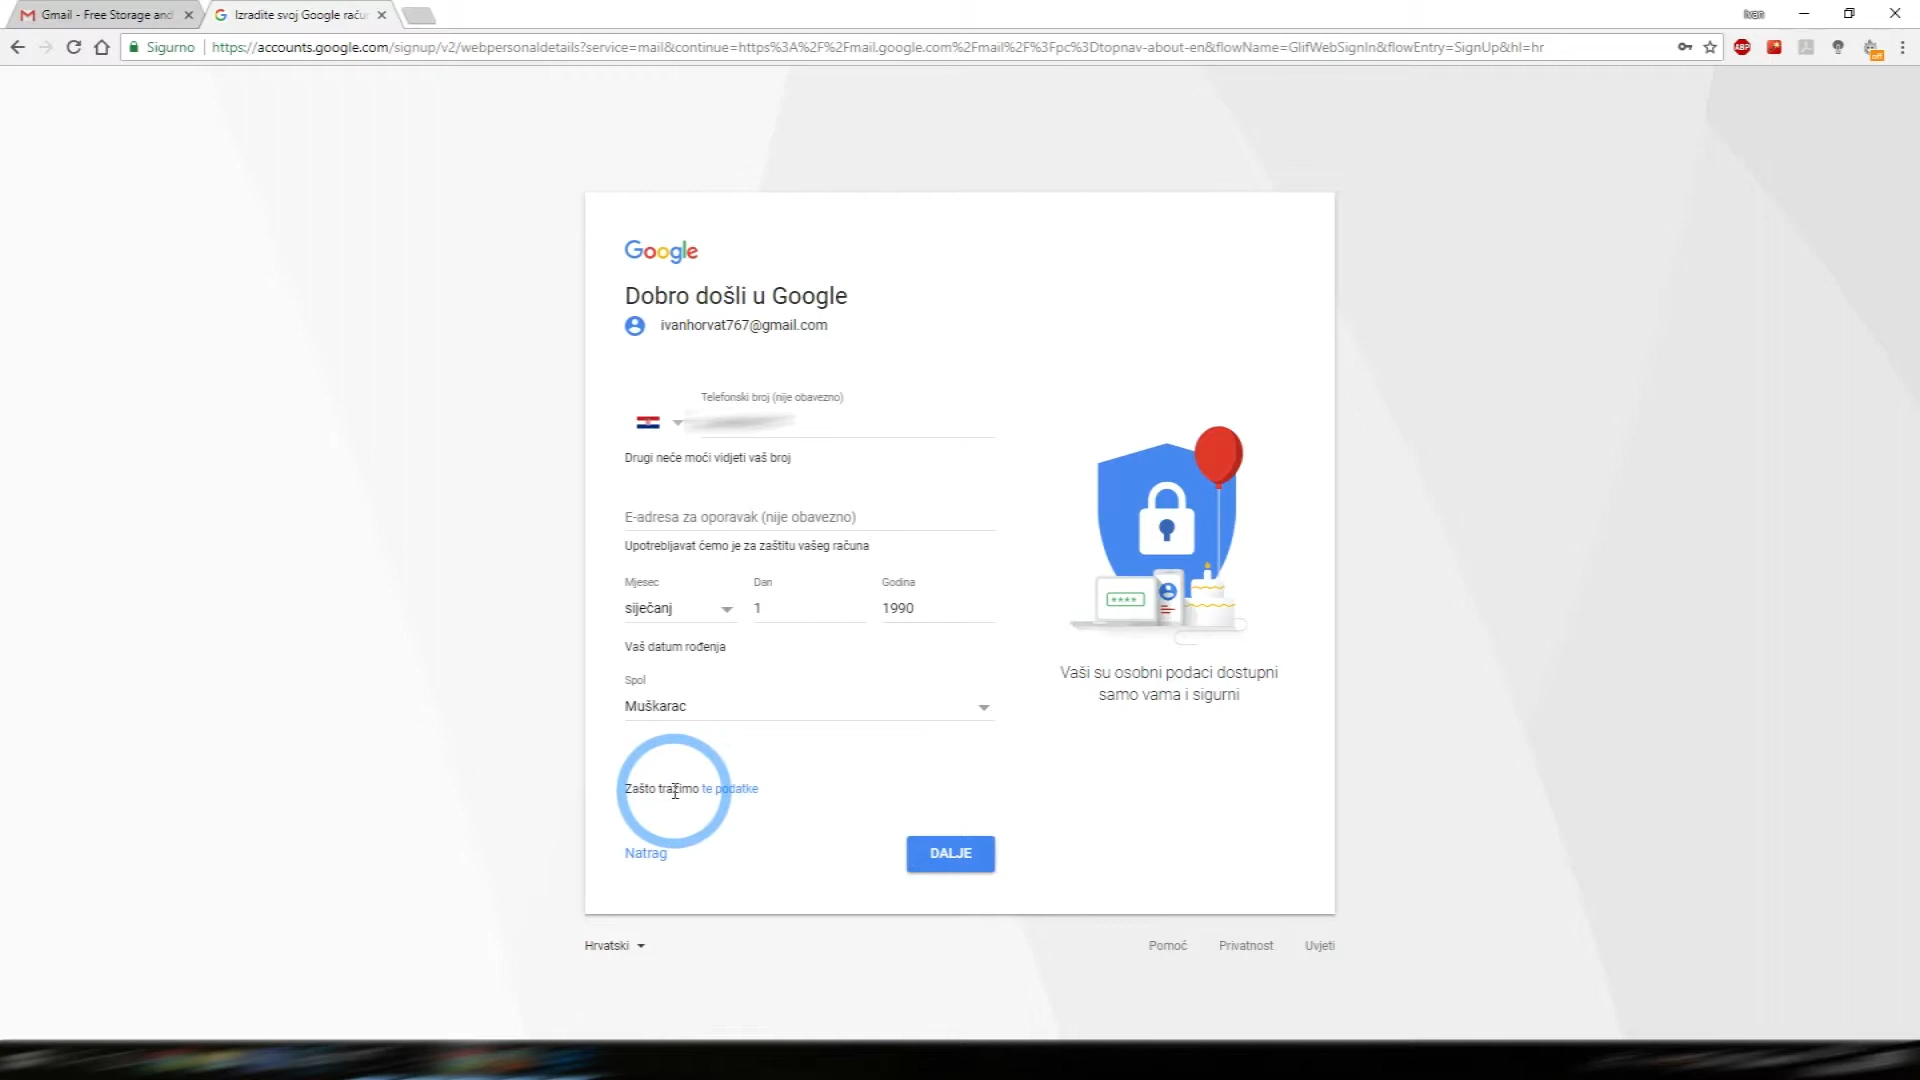 Gmail - Free Storage and
Izradite svoj Google raču
Ivan
Sigurno
https://accounts.google.com/signup/v2/webpersonaldetails?service=mail&continue=https%3A%2F%2Fmail.google.com%2Fmail%2F%3Fpc%3Dtopnav-about-en&flowName=GlifWebSignIn&flowEntry=SignUp&hl=hr
ABP
off
Google
Dobro došli u Google
ivanhorvat767@gmail.com
Telefonski broj (nije obavezno)
Drugi neće moći vidjeti vaš broj
E-adresa za oporavak (nije obavezno)
Upotrebljavat ćemo je za zaštitu vašeg računa
Mjesec Dan Godina
siječanj 1 1990
Vaš datum rođenja
Spol
Muškarac
Zašto tražimo te podatke
Natrag DALJE
****
Vaši su osobni podaci dostupni
samo vama i sigurni
Hrvatski Pomoć Privatnost Uvjeti